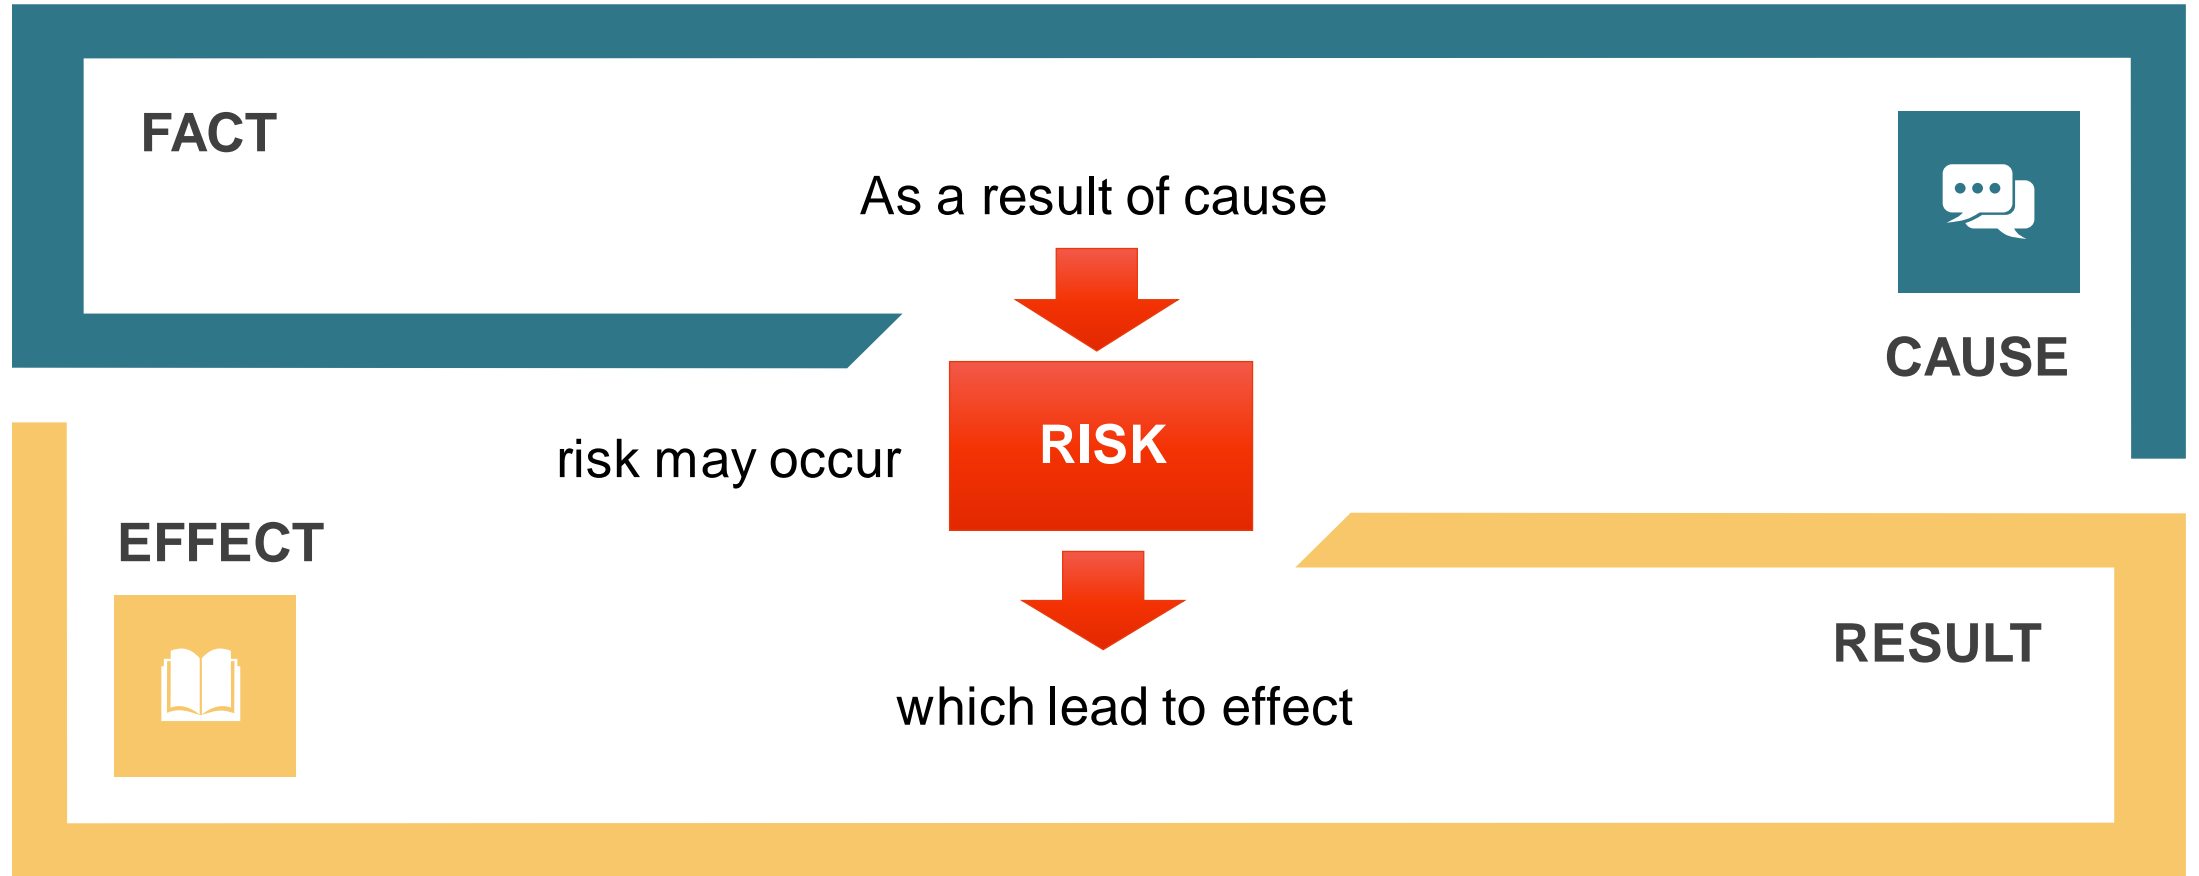 FACT
As a result of cause
CAUSE
RISK
risk may occur
EFFECT
RESULT
which lead to effect